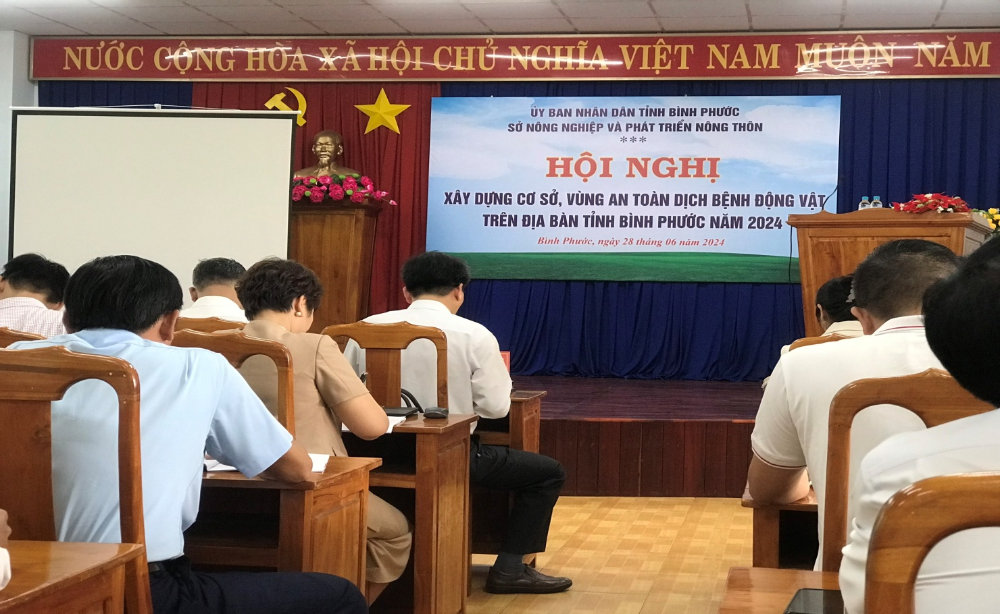 NƯỚC CỘNG HÒA XÃ HỘI CHỦ NGHĨA VIỆT NAM MUÔN NĂM
ỦY BAN NHÂN DÂN TỈNH BÌNH PHƯỚC
SỞ NÔNG NGHIỆP VÀ PHÁT TRIỂN NÔNG THÔN
***
HỘI NGHỊ
XÂY DỰNG CƠ SỞ, VÙNG AN TOÀN DỊCH BỆNH ĐỘNG VẬT
TRÊN ĐỊA BÀN TỈNH BÌNH PHƯỚC NĂM 2024
Bình Phước, ngày 28 tháng 06 năm 2024